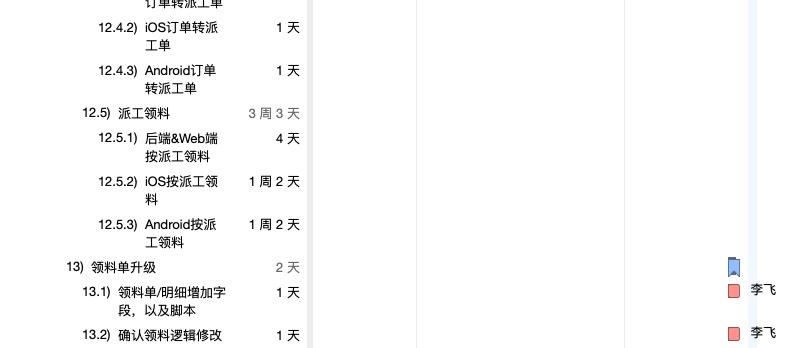 订单转派工单
12.4.2) iOS订单转派 1 天
工单
12.4.3) Android订单 1 天
转派工单
12.5) 派工领料 3 周 3 天
12.5.1) 后端&Web端 4 天
按派工领料
12.5.2) iOS按派工领 1 周 2 天
料
12.5.3) Android按派 1 周 2 天
工领料
13) 领料单升级 2 天
13.1) 领料单/明细增加字 1 天 李飞
段，以及脚本
13.2) 确认领料逻辑修改 1 天 李飞